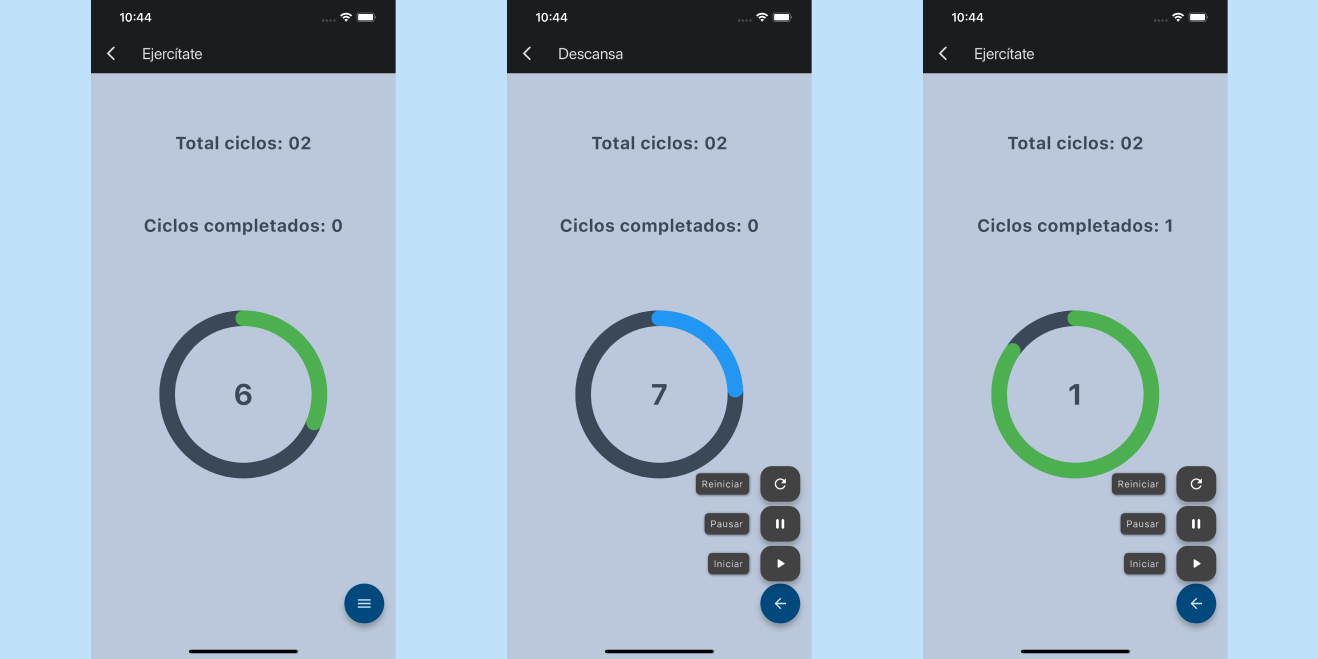 10:44
Ejercítate
Total ciclos: 02
Ciclos completados: 0
6
10:44
Descansa
Total ciclos: 02
Ciclos completados: 0
7
Reiniciar
Pausar
Iniciar
10:44
Ejercítate
Total ciclos: 02
Ciclos completados: 1
1
Reiniciar
Pausar
Iniciar